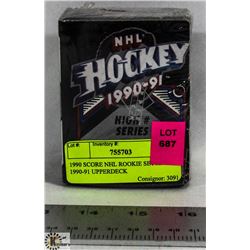 NHL
HOCKEY
1990-91
HIGH #
SERIES
LOT
687
Lot #: Inventory #:
755703
1990 SCORE NHL ROOKIE SE
1990-91 UPPERDECK
Consignor: 3091